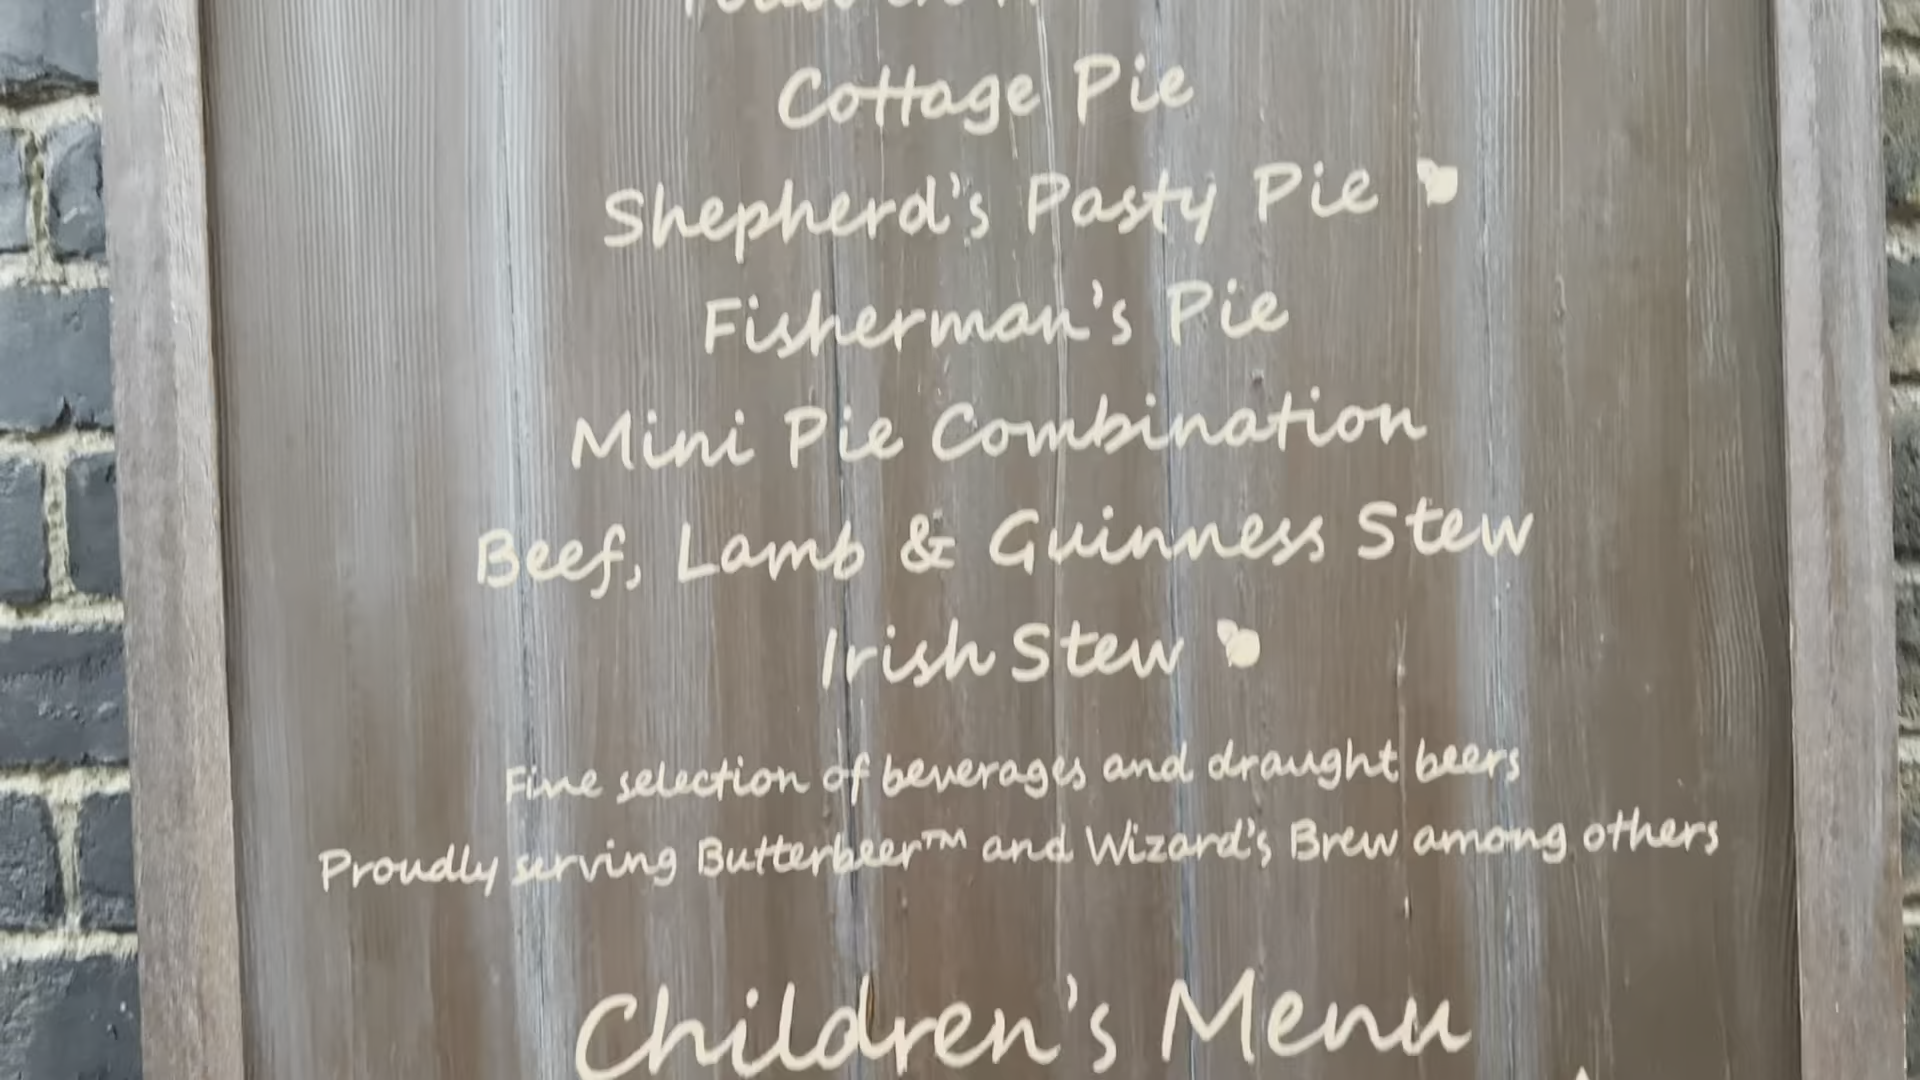 Cottage Pie
Shepherd's Pasty Pie
Fisherman's Pie
Mini Pie Combination
Beef, Lamb & Guinness Stew
Irish Stew
Fine selection of beverages and draught beers
Proudly serving Butterbeer™ and Wizard's Brew among others
Children's Menu